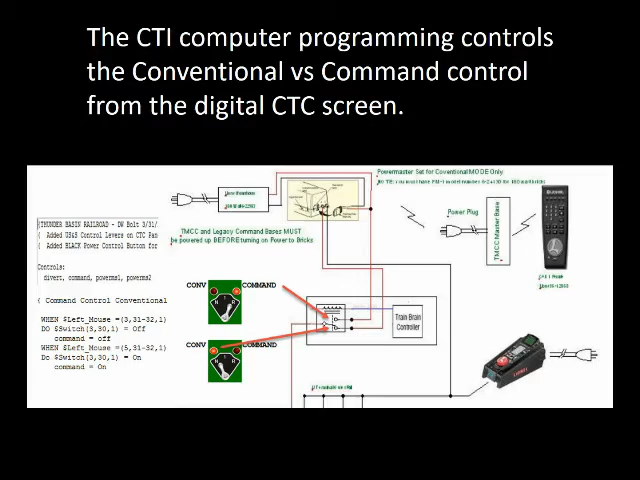 The CTI computer programming controls
the Conventional vs Command control
from the digital CTC screen.
Powermaster Set for Coventional MODE Only
TMCC and Legacy Command Bases MUST
be powered up BEFORE turning on Power to Bricks
Power Plug
TMCC Master Base
{THUNDER BASIN RAILROAD - DW Bolt 3/31/
{ Added US&S Control Levers on CTC Pan
{ Added BLACK Power Control Button for
Controls:
divert, command, powerms1, powerms2
{ Command Control Conventional
WHEN $Left_Mouse =(3,31-32,1)
DO $Switch(3,30,1) = Off
command = off
WHEN $Left_Mouse =(5,31-32,1)
Do $Switch(3,30,1) = On
command = On
CONV COMMAND
N R
CONV COMMAND
N R
Train Brain
Controller